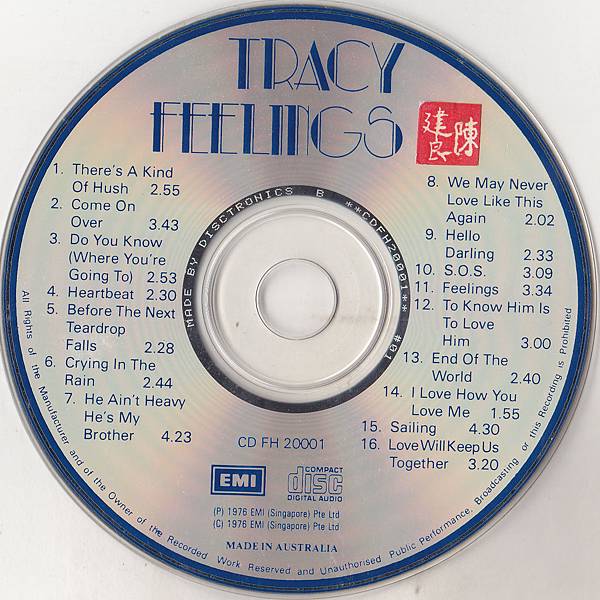 TRACY
FEELINGS
陳建良
1. There's A Kind
Of Hush 2.55
2. Come On
Over 3.43
3. Do You Know
(Where You're
Going To) 2.53
4. Heartbeat 2.30
5. Before The Next
Teardrop
Falls 2.28
6. Crying In The
Rain 2.44
7. He Ain't Heavy
He's My
Brother 4.23
8. We May Never
Love Like This
Again 2.02
9. Hello
Darling 2.33
10. S.O.S. 3.09
11. Feelings 3.34
12. To Know Him Is
To Love
Him 3.00
13. End Of The
World 2.40
14. I Love How You
Love Me 1.55
15. Sailing 4.30
16. Love Will Keep Us
Together 3.20
MADE BY DISCTRONICS B **CDFH20001** #01
CD FH 20001
EMI
COMPACT
disc
DIGITAL AUDIO
(P) 1976 EMI (Singapore) Pte Ltd
(C) 1976 EMI (Singapore) Pte Ltd
MADE IN AUSTRALIA
All Rights of the Manufacturer and of the Owner of the Recorded Work Reserved and Unauthorised Public Performance, Broadcasting or this Recording is Prohibited